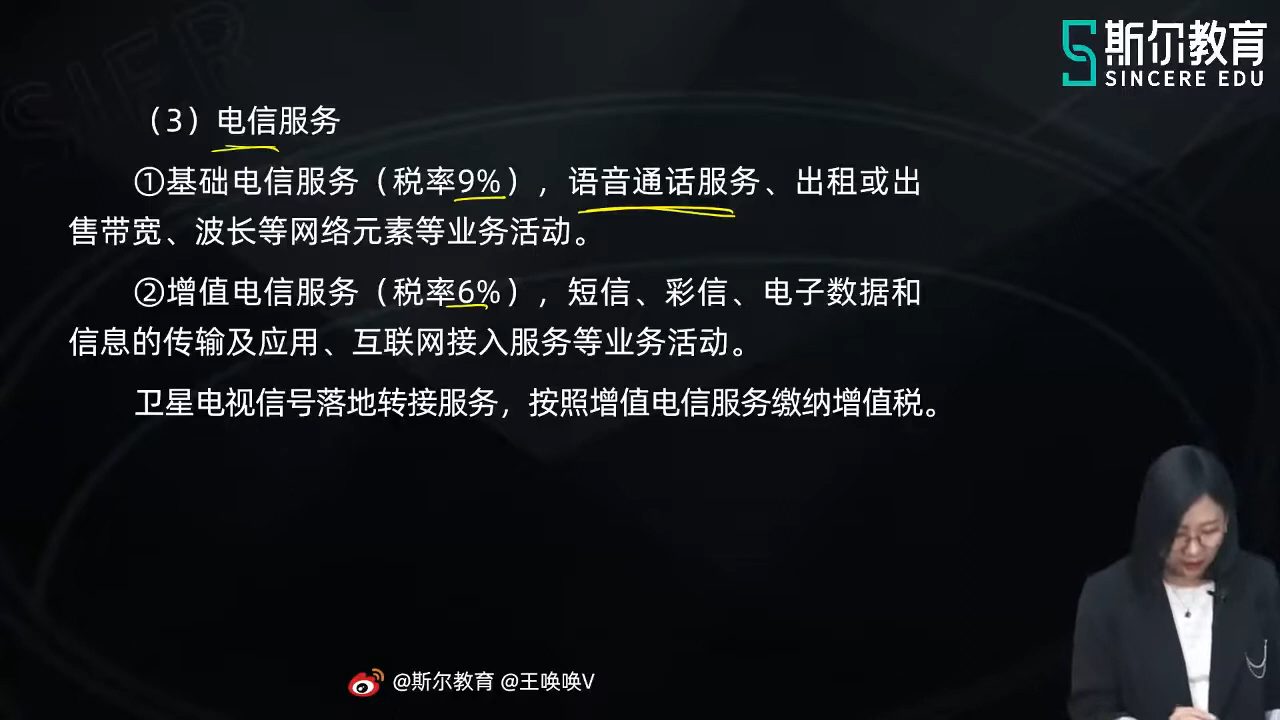 斯尔教育
SINCERE EDU
（3）电信服务
①基础电信服务（税率9%），语音通话服务、出租或出
售带宽、波长等网络元素等业务活动。
②增值电信服务（税率6%），短信、彩信、电子数据和
信息的传输及应用、互联网接入服务等业务活动。
卫星电视信号落地转接服务，按照增值电信服务缴纳增值税。
@斯尔教育 @王唤唤V